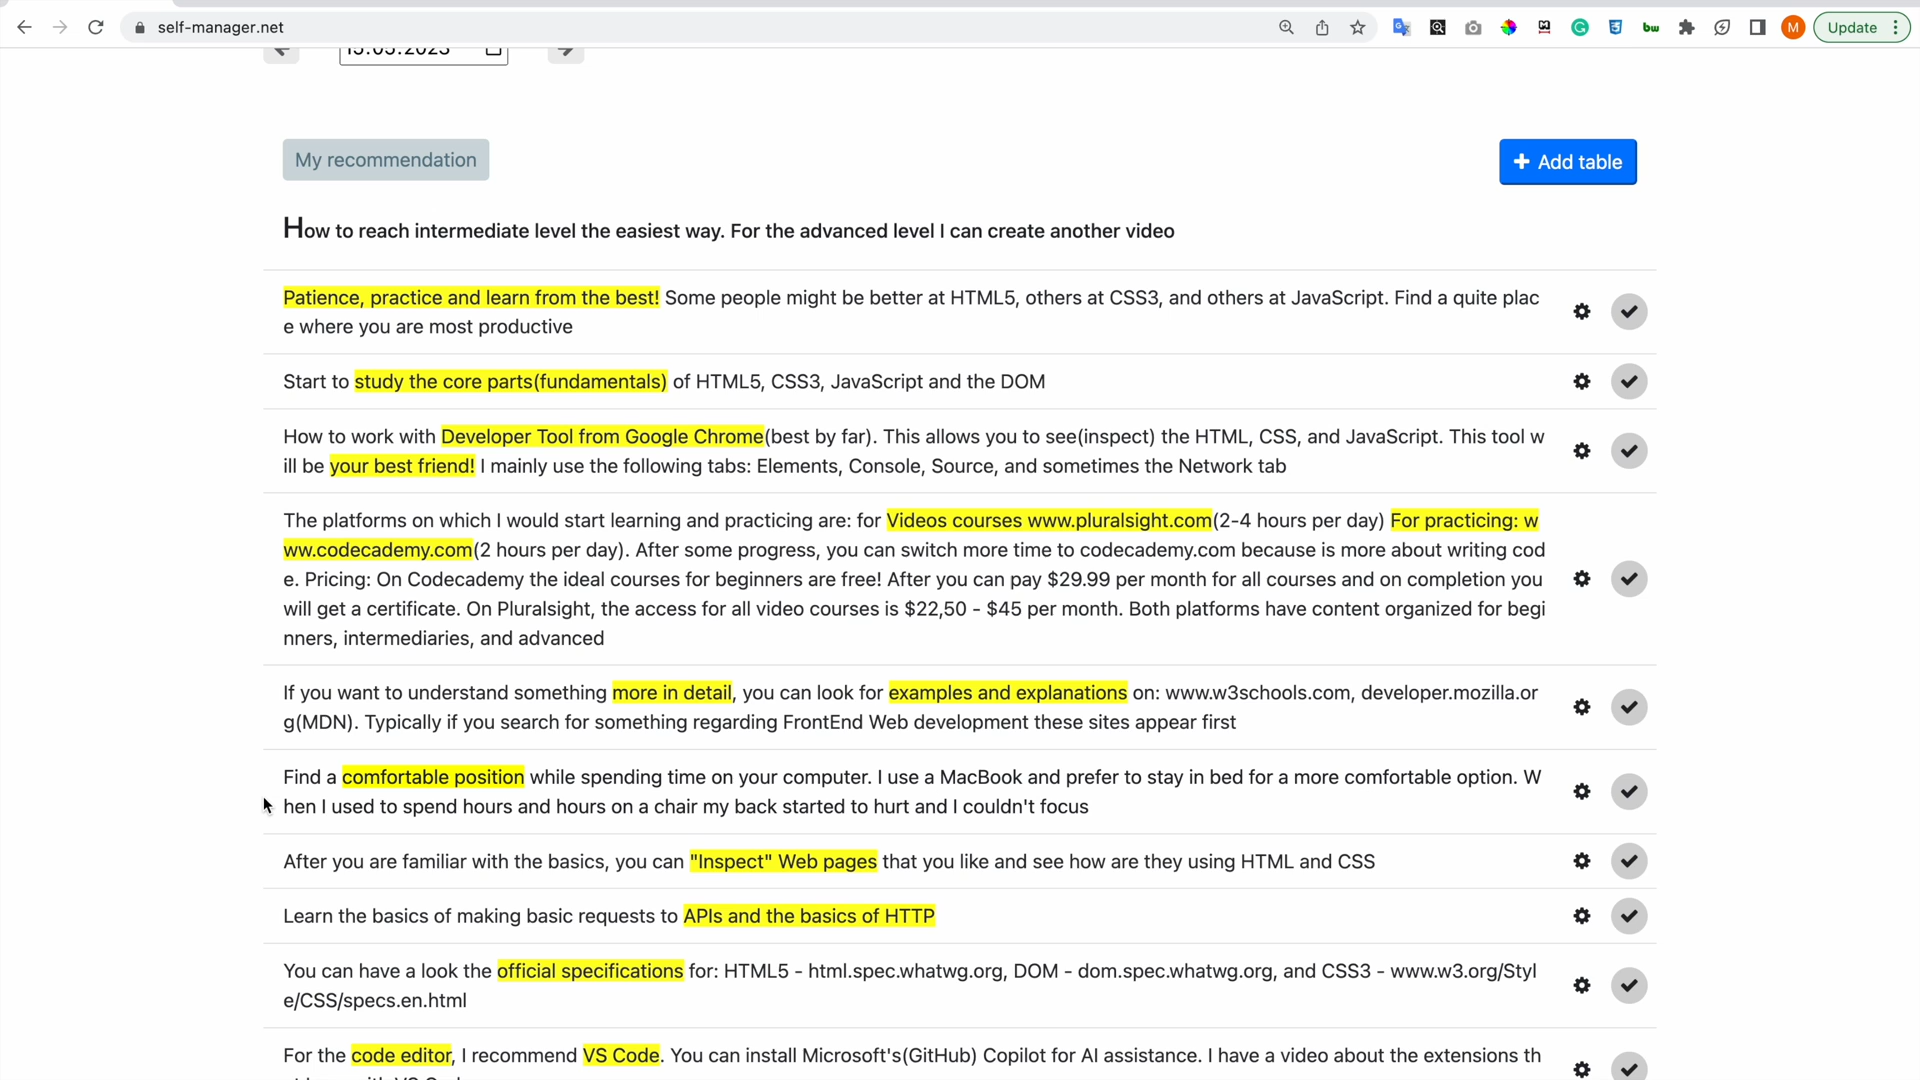 self-manager.net
bw
M
Update
15.05.2023
My recommendation
Add table
How to reach intermediate level the easiest way. For the advanced level I can create another video
Patience, practice and learn from the best! Some people might be better at HTML5, others at CSS3, and others at JavaScript. Find a quite plac
e where you are most productive
Start to study the core parts(fundamentals) of HTML5, CSS3, JavaScript and the DOM
How to work with Developer Tool from Google Chrome(best by far). This allows you to see(inspect) the HTML, CSS, and JavaScript. This tool w
ill be your best friend! I mainly use the following tabs: Elements, Console, Source, and sometimes the Network tab
The platforms on which I would start learning and practicing are: for Videos courses www.pluralsight.com(2-4 hours per day) For practicing: w
ww.codecademy.com(2 hours per day). After some progress, you can switch more time to codecademy.com because is more about writing cod
e. Pricing: On Codecademy the ideal courses for beginners are free! After you can pay $29.99 per month for all courses and on completion you
will get a certificate. On Pluralsight, the access for all video courses is $22,50 - $45 per month. Both platforms have content organized for begi
nners, intermediaries, and advanced
If you want to understand something more in detail, you can look for examples and explanations on: www.w3schools.com, developer.mozilla.or
g(MDN). Typically if you search for something regarding FrontEnd Web development these sites appear first
Find a comfortable position while spending time on your computer. I use a MacBook and prefer to stay in bed for a more comfortable option. W
hen I used to spend hours and hours on a chair my back started to hurt and I couldn't focus
After you are familiar with the basics, you can "Inspect" Web pages that you like and see how are they using HTML and CSS
Learn the basics of making basic requests to APIs and the basics of HTTP
You can have a look the official specifications for: HTML5 - html.spec.whatwg.org, DOM - dom.spec.whatwg.org, and CSS3 - www.w3.org/Styl
e/CSS/specs.en.html
For the code editor, I recommend VS Code. You can install Microsoft's(GitHub) Copilot for AI assistance. I have a video about the extensions th